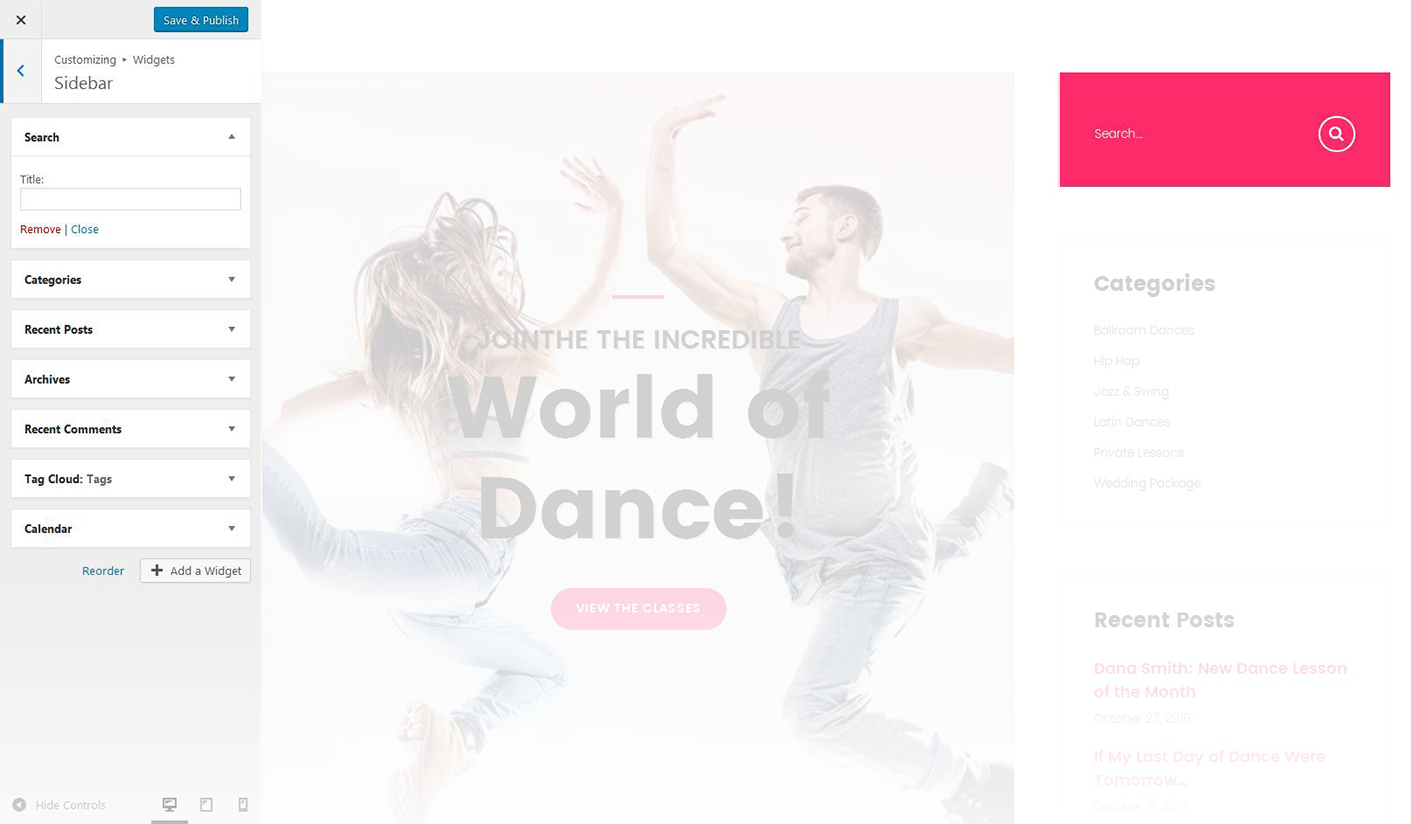 Save & Publish
Customizing ▸ Widgets
Sidebar
Search
Title:
Remove | Close
Categories
Recent Posts
Archives
Recent Comments
Tag Cloud: Tags
Calendar
Reorder
Add a Widget
Hide Controls
JOINTHE THE INCREDIBLE
World of
Dance!
VIEW THE CLASSES
Search...
Categories
Ballroom Dances
Hip Hop
Jazz & Swing
Latin Dances
Private Lessons
Wedding Package
Recent Posts
Dana Smith: New Dance Lesson
of the Month
October 27, 2016
If My Last Day of Dance Were
Tomorrow...
October 19, 2016